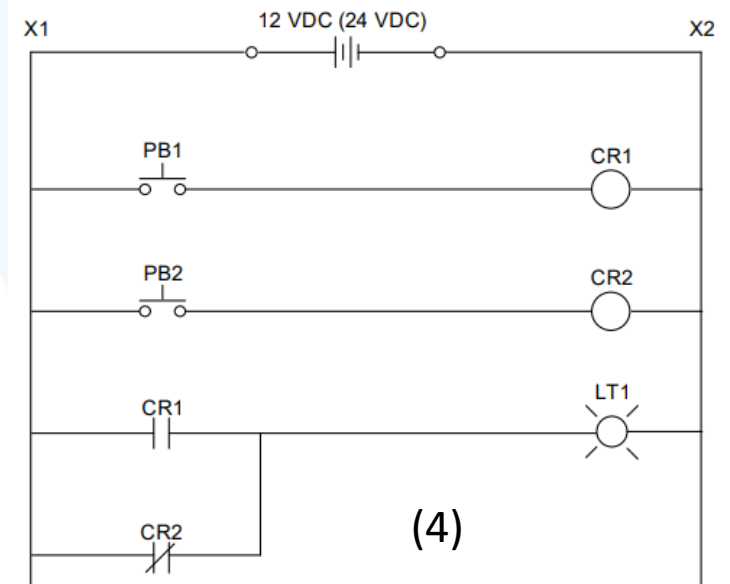 12 VDC (24 VDC)
X1
X2
PB1
CR1
PB2
CR2
CR1
LT1
CR2
(4)